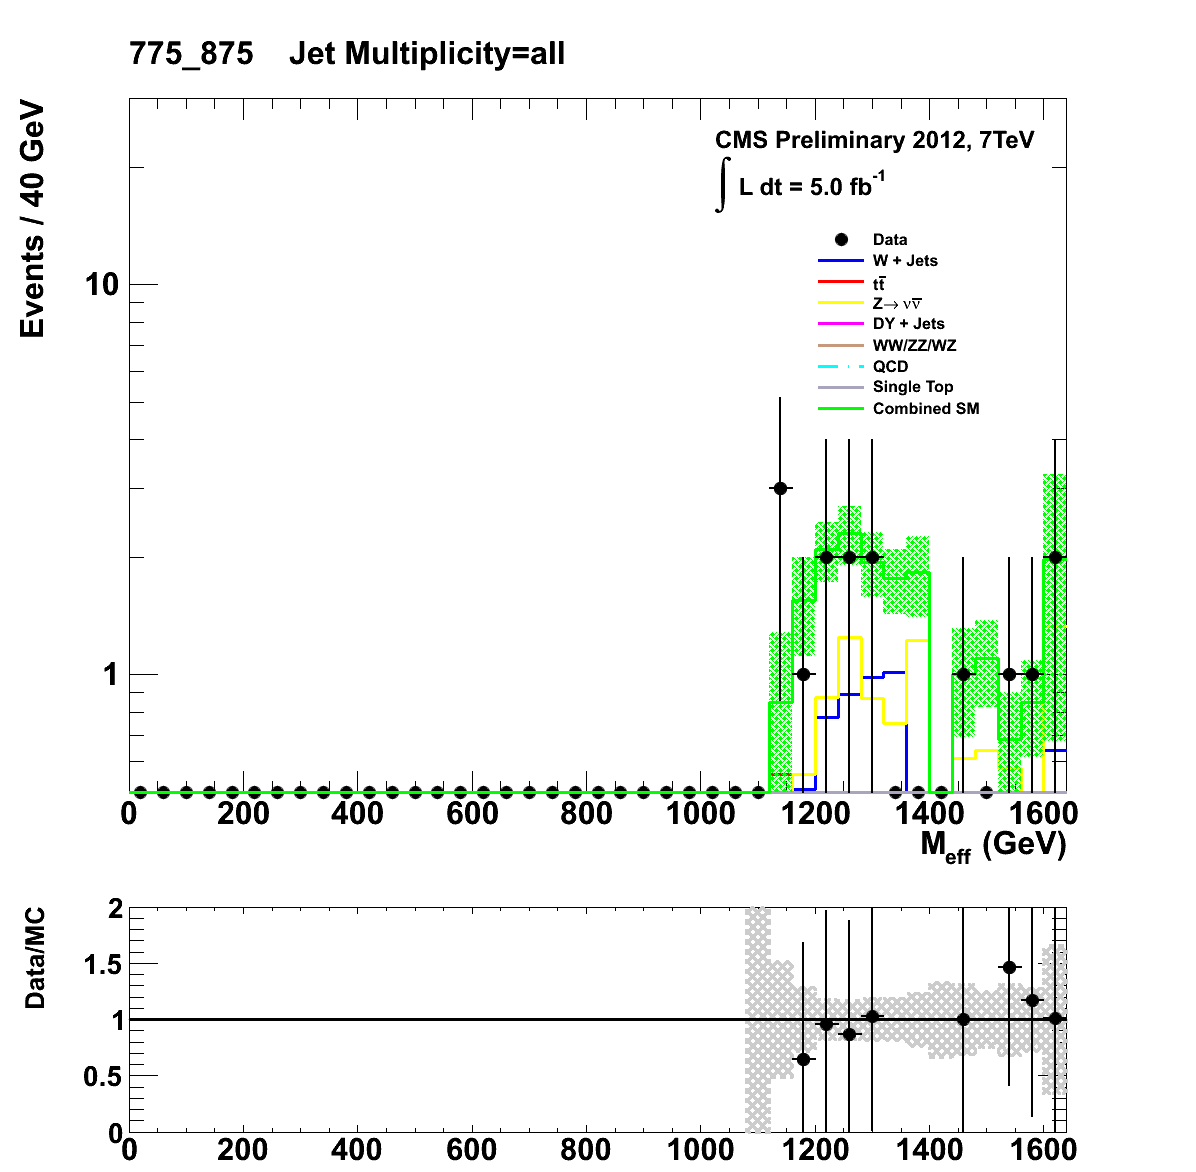 775_875 Jet Multiplicity=all
Events / 40 GeV
CMS Preliminary 2012, 7TeV
∫ L dt = 5.0 fb⁻¹
Data
W + Jets
tt̅
Z→ νν̅
DY + Jets
WW/ZZ/WZ
QCD
Single Top
Combined SM
10
1
0 200 400 600 800 1000 1200 1400 1600
M_eff (GeV)
Data/MC
2
1.5
1
0.5
0
0 200 400 600 800 1000 1200 1400 1600